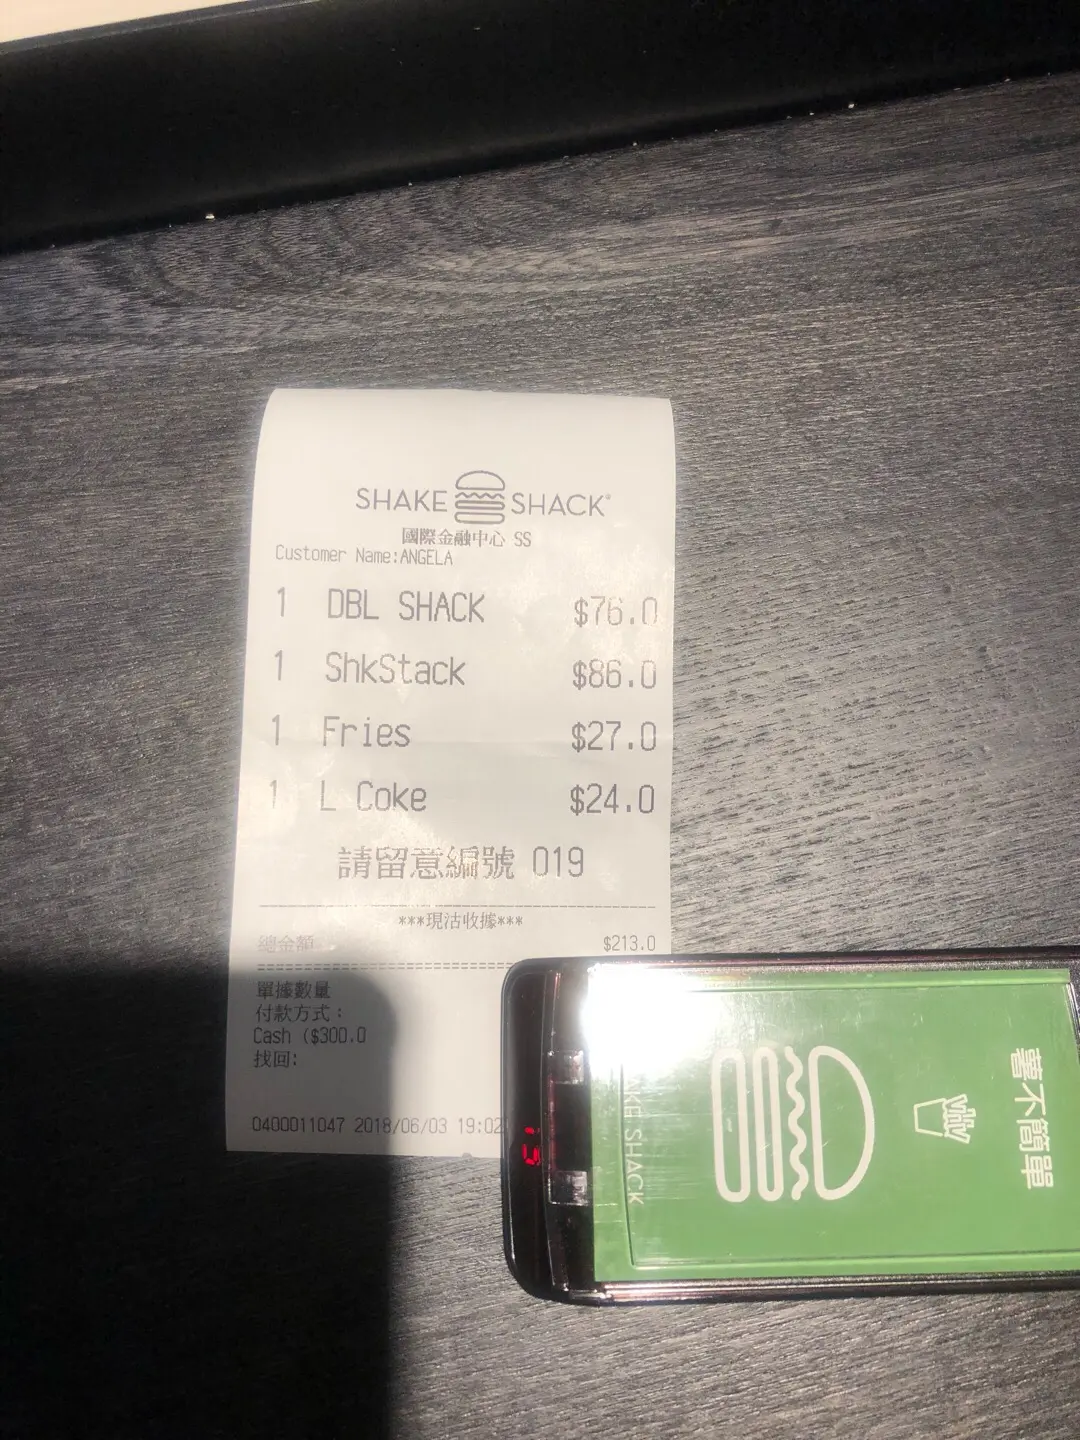 SHAKE SHACK
國際金融中心 SS
Customer Name:ANGELA
1 DBL SHACK $76.0
1 ShkStack $86.0
1 Fries $27.0
1 L Coke $24.0
請留意編號 019
***現沽收據***
總金額 $213.0
單據數量
付款方式：
Cash ($300.0
找回:
0400011047 2018/06/03 19:02
SHACK
薯不簡單